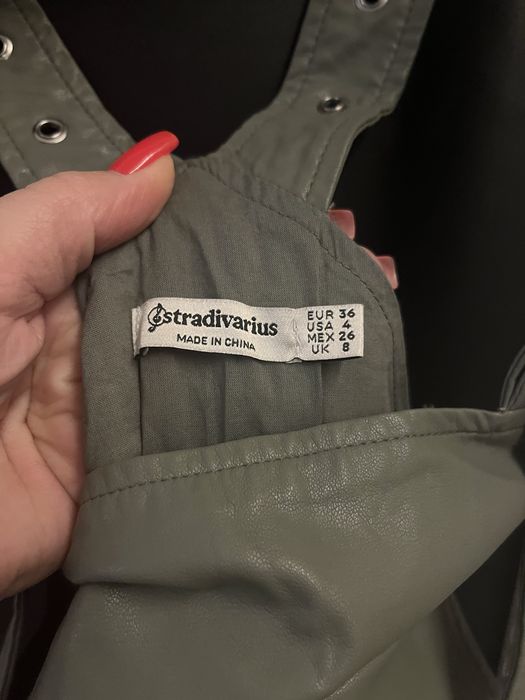 stradivarius
MADE IN CHINA
EUR 36
USA 4
MEX 26
UK 8